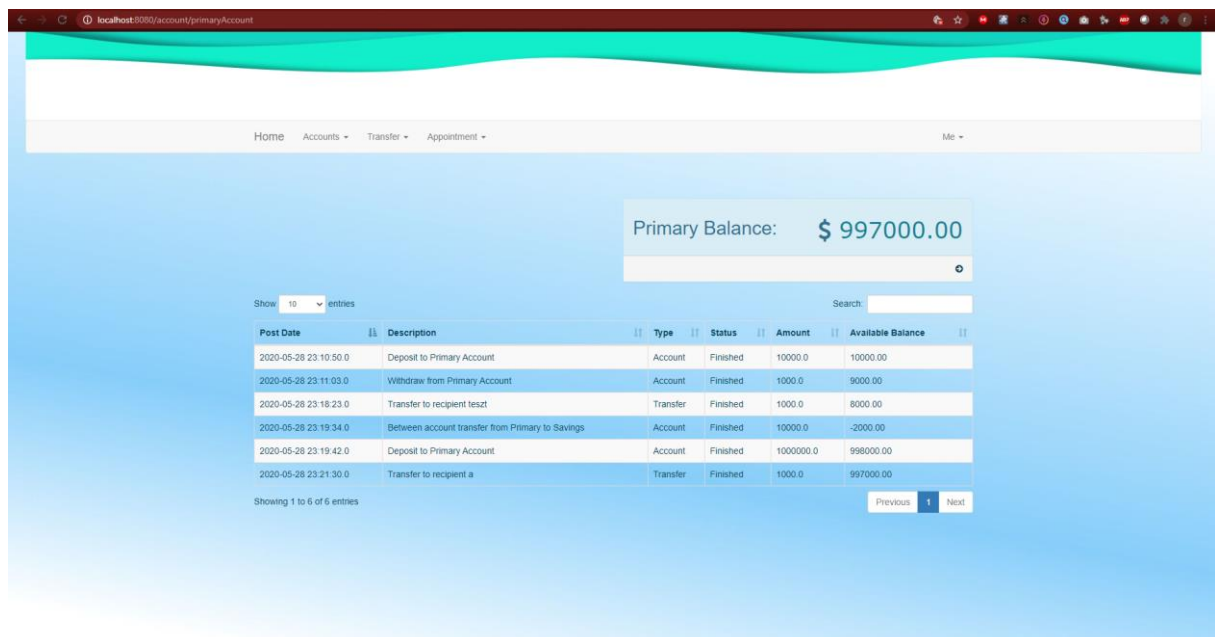 localhost:8080/account/primaryAccount
Home Accounts Transfer Appointment Me
Primary Balance: $ 997000.00
Show 10 entries Search:
Post Date Description Type Status Amount Available Balance
2020-05-28 23:10:50.0 Deposit to Primary Account Account Finished 10000.0 10000.00
2020-05-28 23:11:03.0 Withdraw from Primary Account Account Finished 1000.0 9000.00
2020-05-28 23:18:23.0 Transfer to recipient teszt Transfer Finished 1000.0 8000.00
2020-05-28 23:19:34.0 Between account transfer from Primary to Savings Account Finished 10000.0 -2000.00
2020-05-28 23:19:42.0 Deposit to Primary Account Account Finished 1000000.0 998000.00
2020-05-28 23:21:30.0 Transfer to recipient a Transfer Finished 1000.0 997000.00
Showing 1 to 6 of 6 entries Previous 1 Next